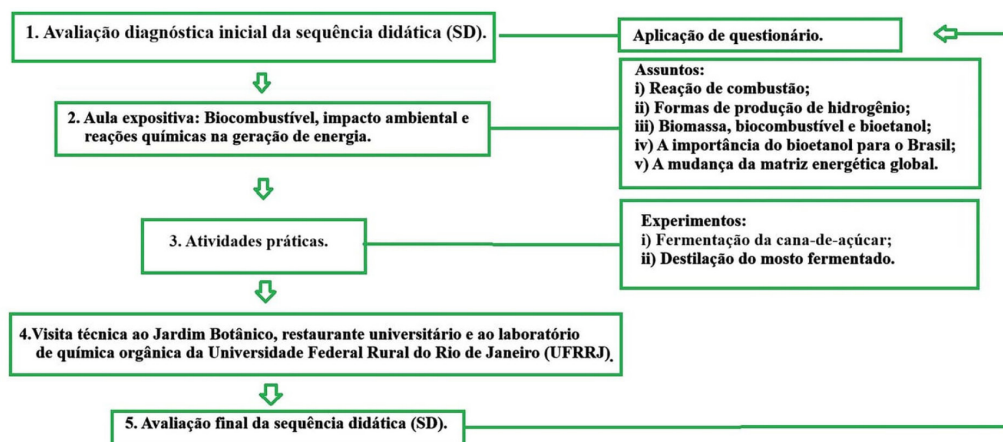 1. Avaliação diagnóstica inicial da sequência didática (SD).
Aplicação de questionário.
2. Aula expositiva: Biocombustível, impacto ambiental e
reações químicas na geração de energia.
Assuntos:
i) Reação de combustão;
ii) Formas de produção de hidrogênio;
iii) Biomassa, biocombustível e bioetanol;
iv) A importância do bioetanol para o Brasil;
v) A mudança da matriz energética global.
3. Atividades práticas.
Experimentos:
i) Fermentação da cana-de-açúcar;
ii) Destilação do mosto fermentado.
4.Visita técnica ao Jardim Botânico, restaurante universitário e ao laboratório
de química orgânica da Universidade Federal Rural do Rio de Janeiro (UFRRJ).
5. Avaliação final da sequência didática (SD).